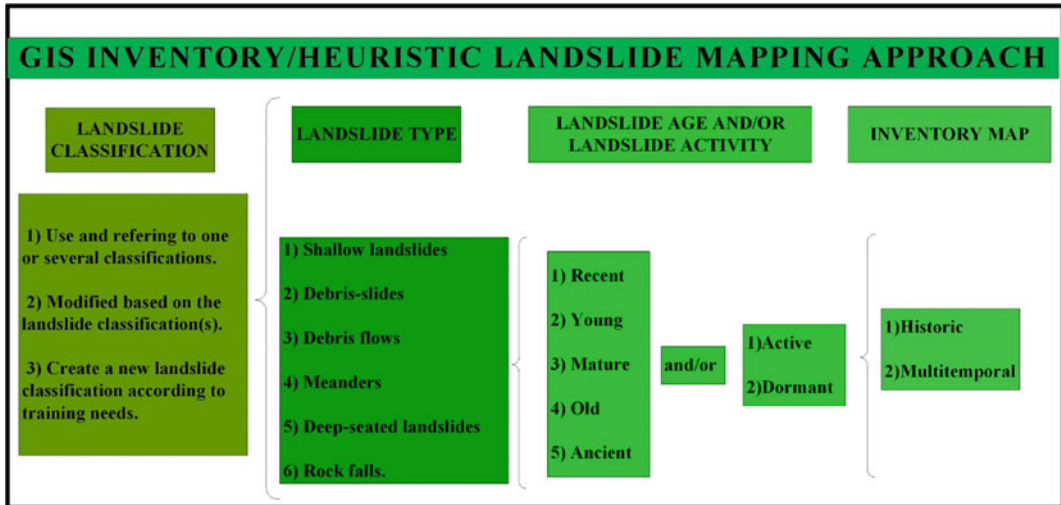 GIS INVENTORY/HEURISTIC LANDSLIDE MAPPING APPROACH
LANDSLIDE
CLASSIFICATION
1) Use and refering to one
or several classifications.
2) Modified based on the
landslide classification(s).
3) Create a new landslide
classification according to
training needs.
LANDSLIDE TYPE
1) Shallow landslides
2) Debris-slides
3) Debris flows
4) Meanders
5) Deep-seated landslides
6) Rock falls.
LANDSLIDE AGE AND/OR
LANDSLIDE ACTIVITY
1) Recent
2) Young
3) Mature
4) Old
5) Ancient
and/or
1)Active
2)Dormant
INVENTORY MAP
1)Historic
2)Multitemporal